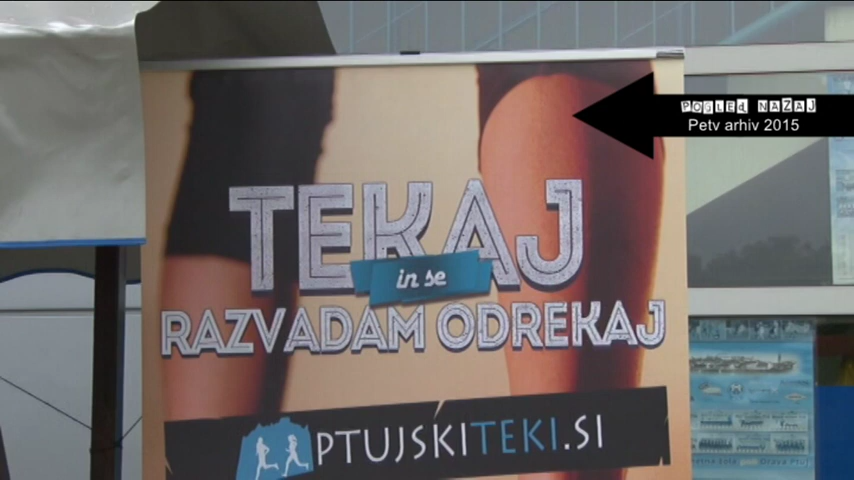 POGLED NAZAJ
Petv arhiv 2015
TEKAJ
in se
RAZVADAM ODREKAJ
PTUJSKITEKI.SI